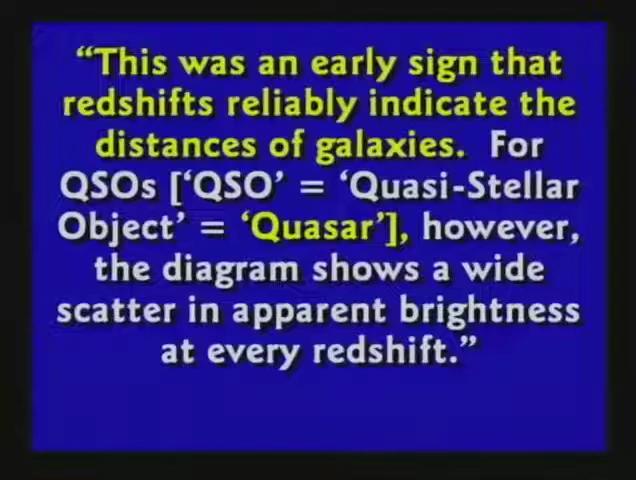 “This was an early sign that
redshifts reliably indicate the
distances of galaxies. For
QSOs [‘QSO’ = ‘Quasi-Stellar
Object’ = ‘Quasar’], however,
the diagram shows a wide
scatter in apparent brightness
at every redshift.”